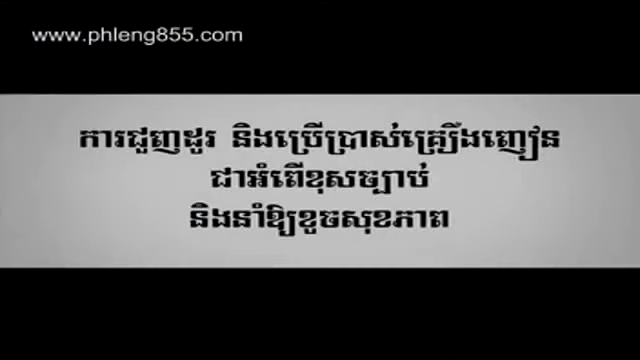 www.phleng855.com
ការជួញដូរ និងប្រើប្រាស់គ្រឿងញៀន
ជាអំពើខុសច្បាប់
និងនាំឱ្យខូចសុខភាព